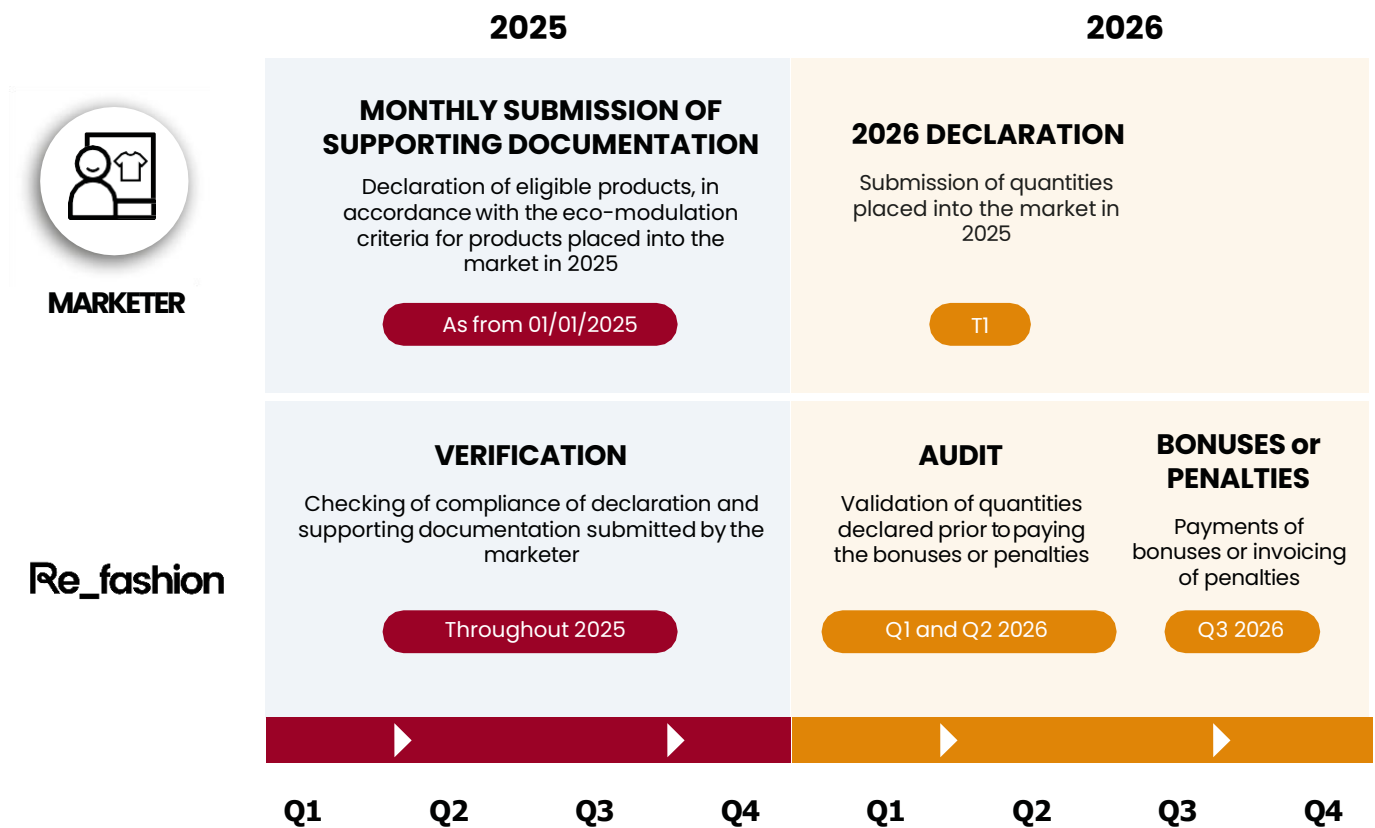 2025
2026
MONTHLY SUBMISSION OF
SUPPORTING DOCUMENTATION
Declaration of eligible products, in
accordance with the eco-modulation
criteria for products placed into the
market in 2025
As from 01/01/2025
2026 DECLARATION
Submission of quantities
placed into the market in
2025
T1
MARKETER
VERIFICATION
Checking of compliance of declaration and
supporting documentation submitted by the
marketer
Throughout 2025
AUDIT
Validation of quantities
declared prior to paying
the bonuses or penalties
Q1 and Q2 2026
BONUSES or
PENALTIES
Payments of
bonuses or invoicing
of penalties
Q3 2026
Re_fashion
Q1
Q2
Q3
Q4
Q1
Q2
Q3
Q4